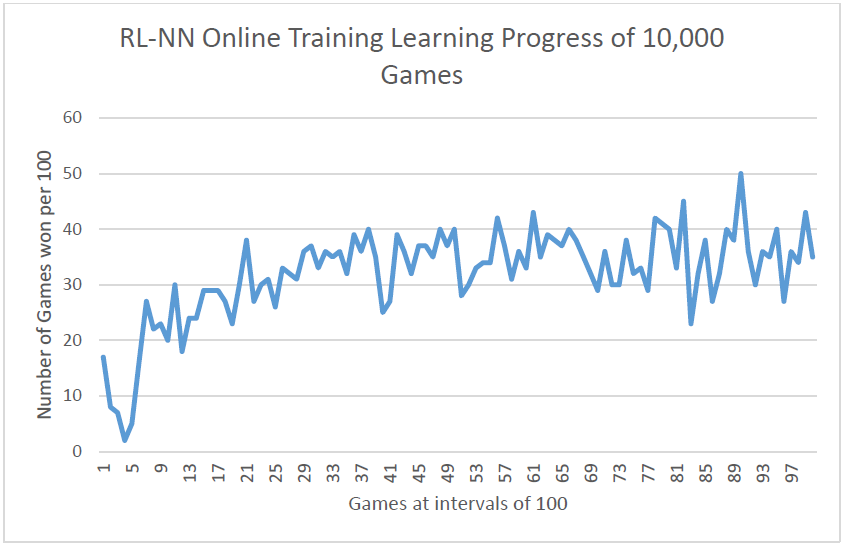 RL-NN Online Training Learning Progress of 10,000
Games
Number of Games won per 100
60
50
40
30
20
10
0
1 5 9 13 17 21 25 29 33 37 41 45 49 53 57 61 65 69 73 77 81 85 89 93 97
Games at intervals of 100